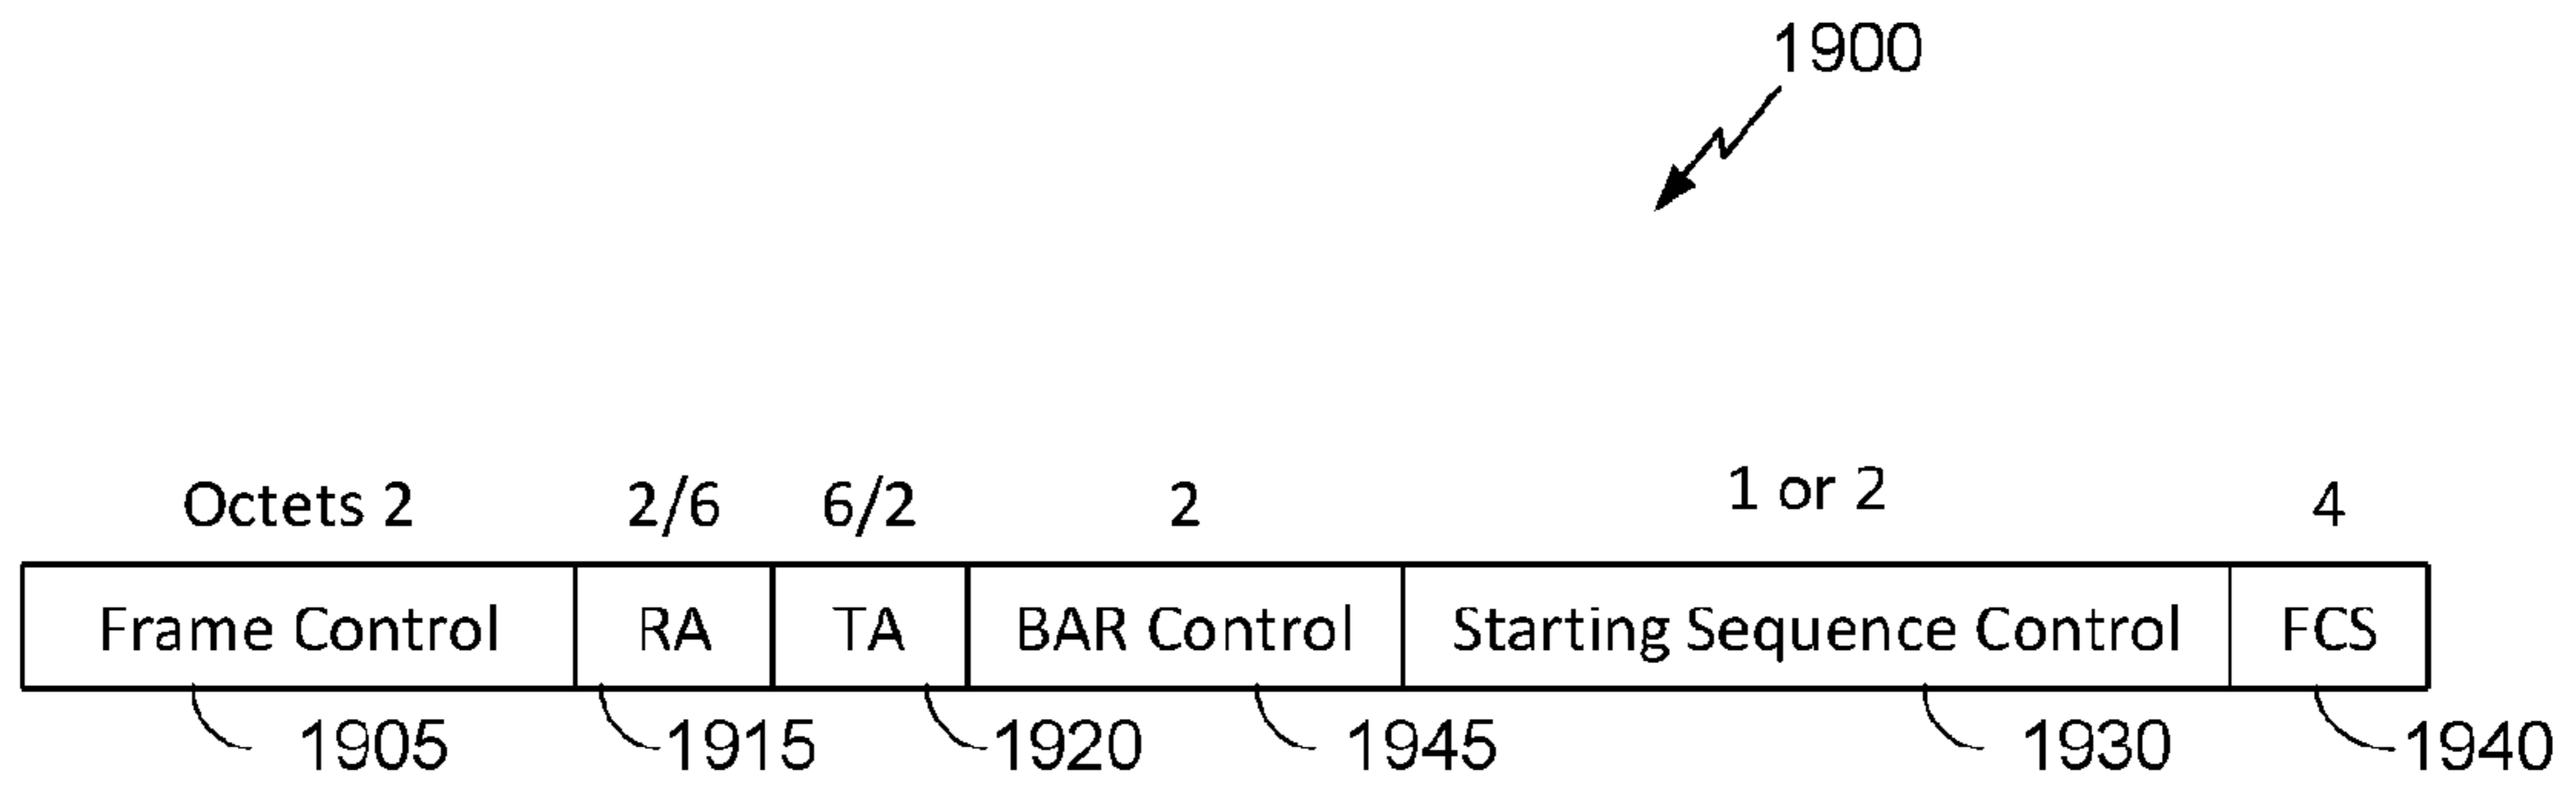 1900
Octets 2 2/6 6/2 2 1 or 2 4
Frame Control RA TA BAR Control Starting Sequence Control FCS
1905 1915 1920 1945 1930 1940